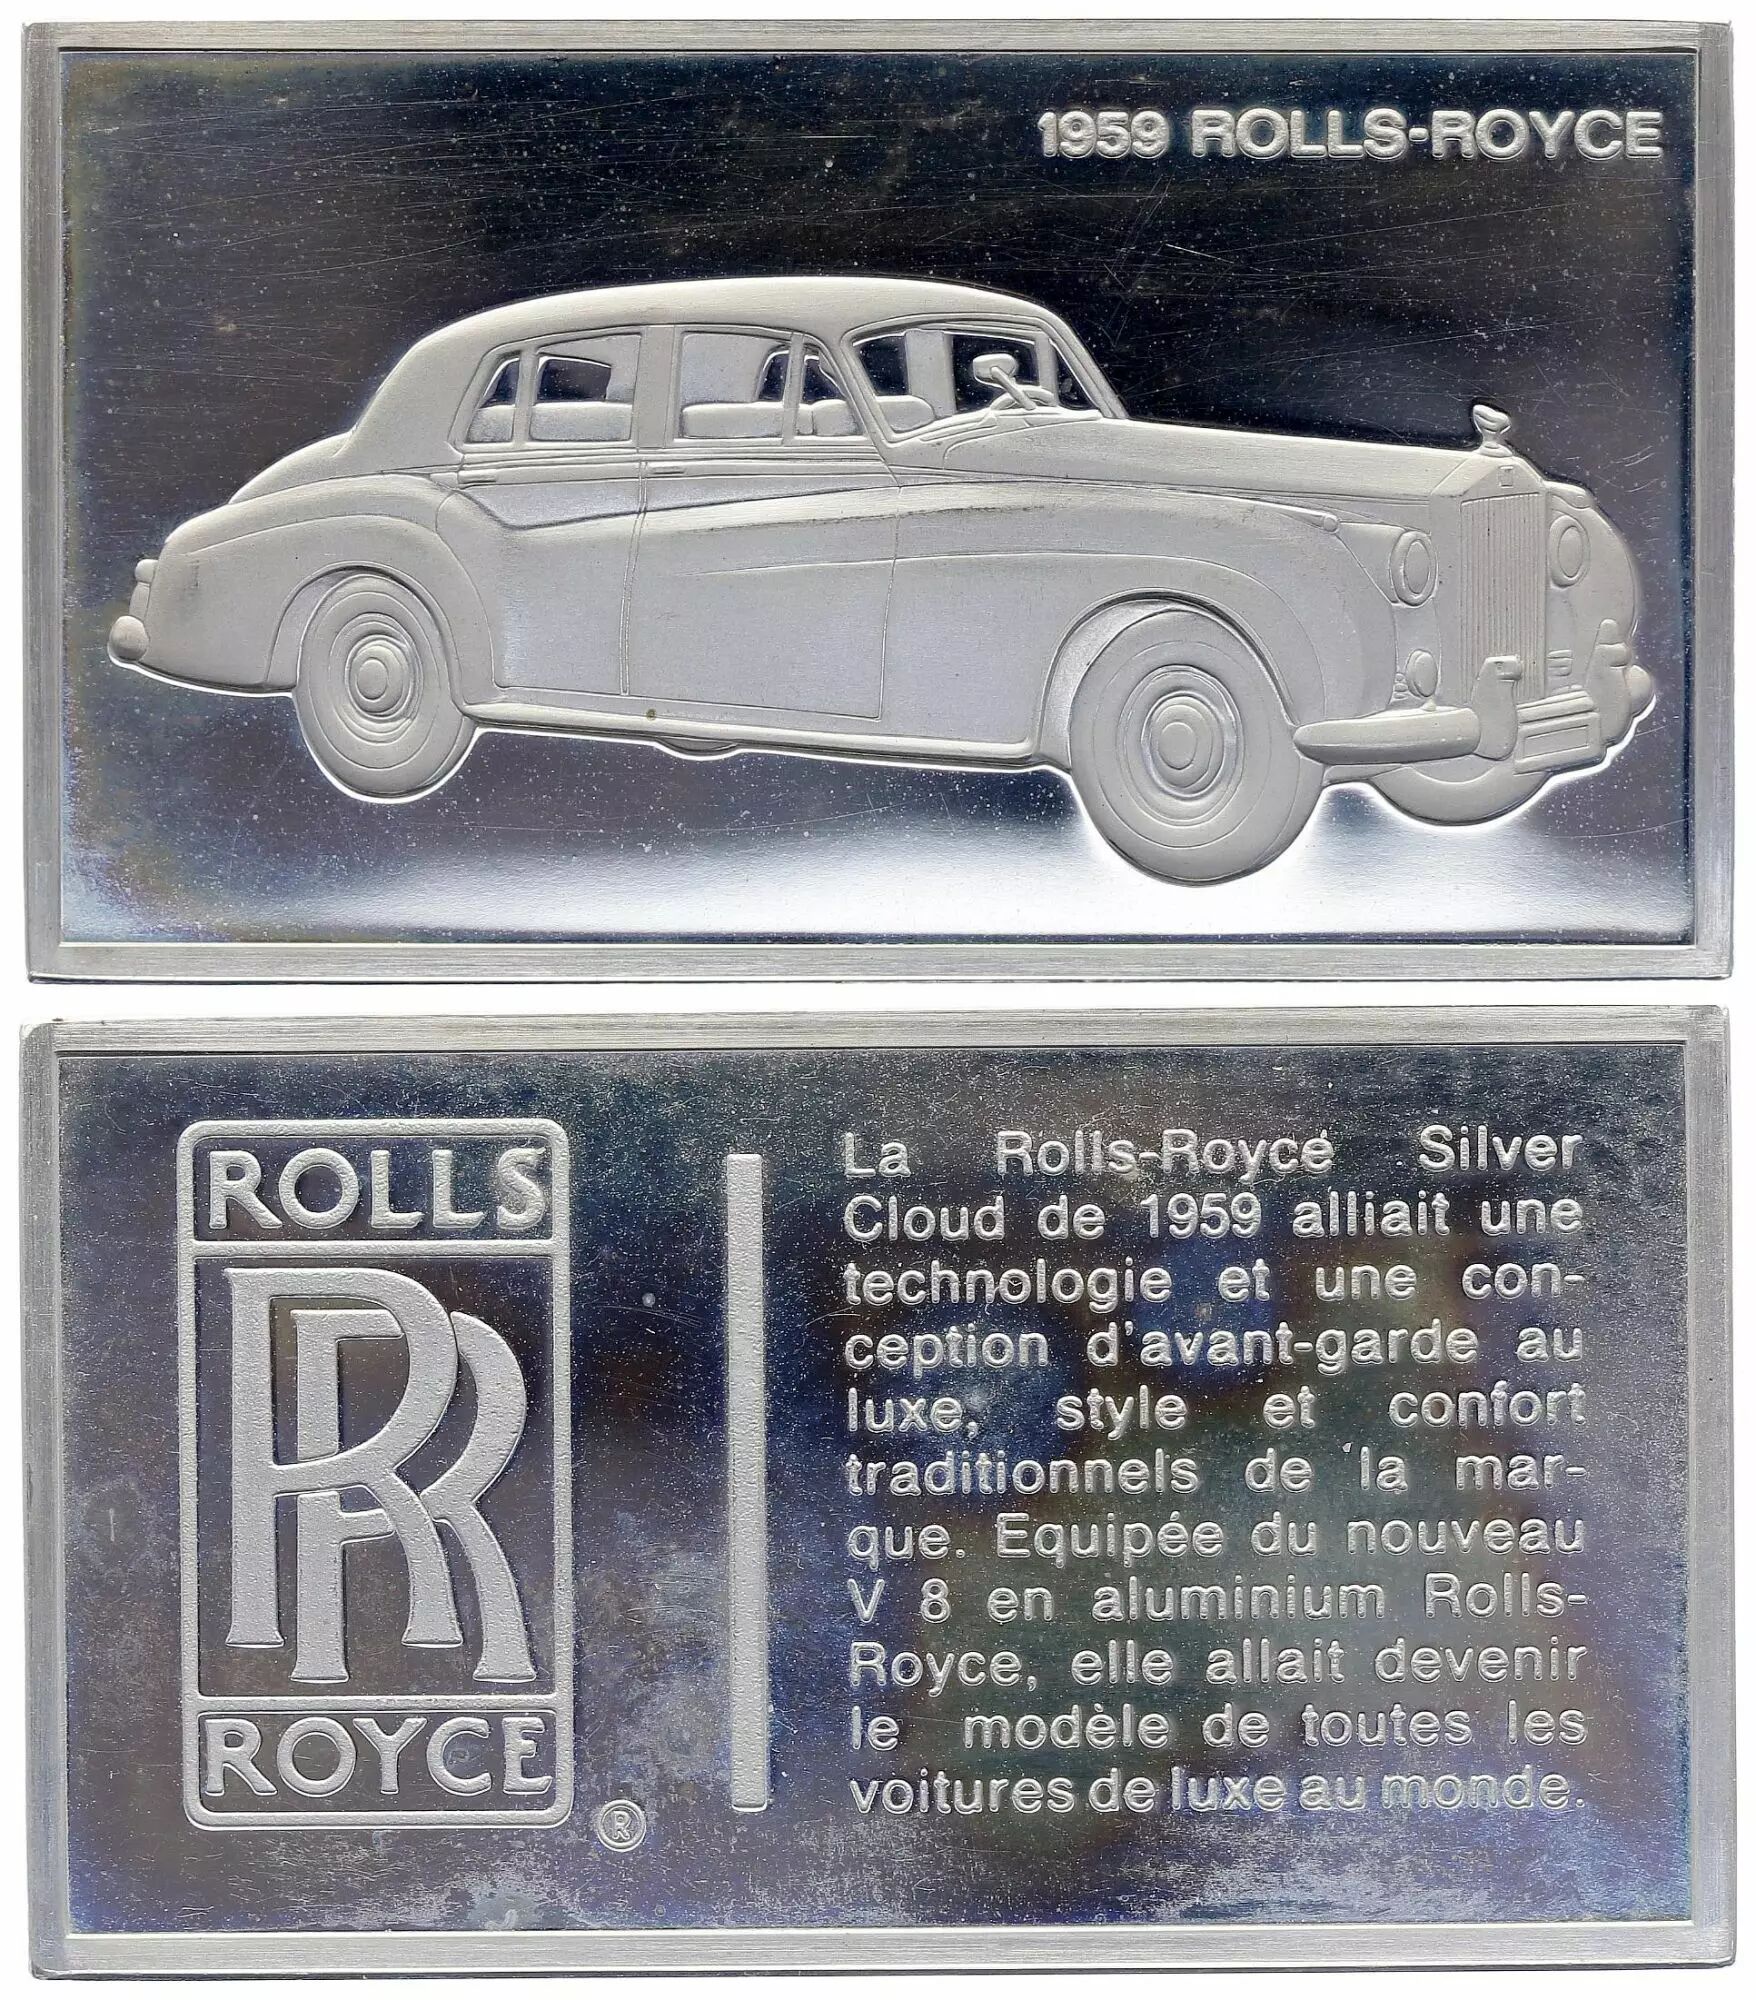 1959 ROLLS-ROYCE
ROLLS
RR
ROYCE
®
La Rolls-Royce Silver
Cloud de 1959 alliait une
technologie et une con-
ception d'avant-garde au
luxe, style et confort
traditionnels de la mar-
que. Equipée du nouveau
V 8 en aluminium Rolls-
Royce, elle allait devenir
le modèle de toutes les
voitures de luxe au monde.